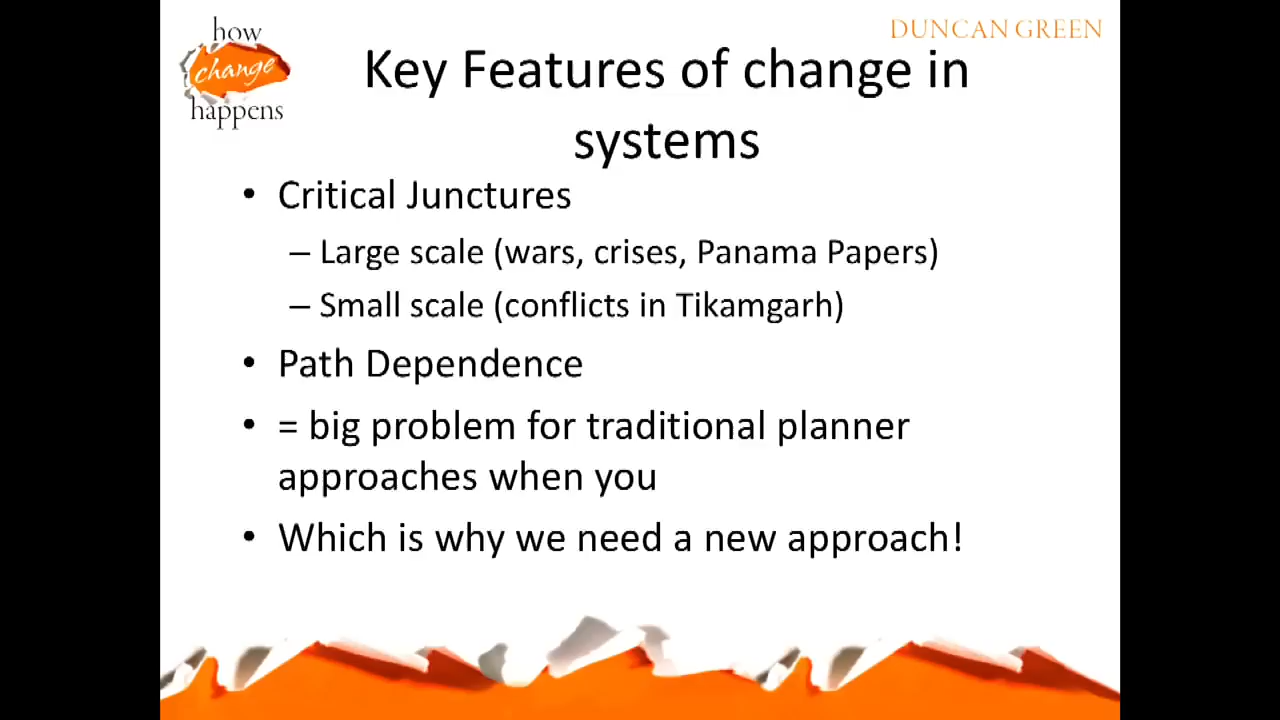 how
change
happens
DUNCAN GREEN
Key Features of change in
systems
• Critical Junctures
– Large scale (wars, crises, Panama Papers)
– Small scale (conflicts in Tikamgarh)
• Path Dependence
• = big problem for traditional planner
approaches when you
• Which is why we need a new approach!